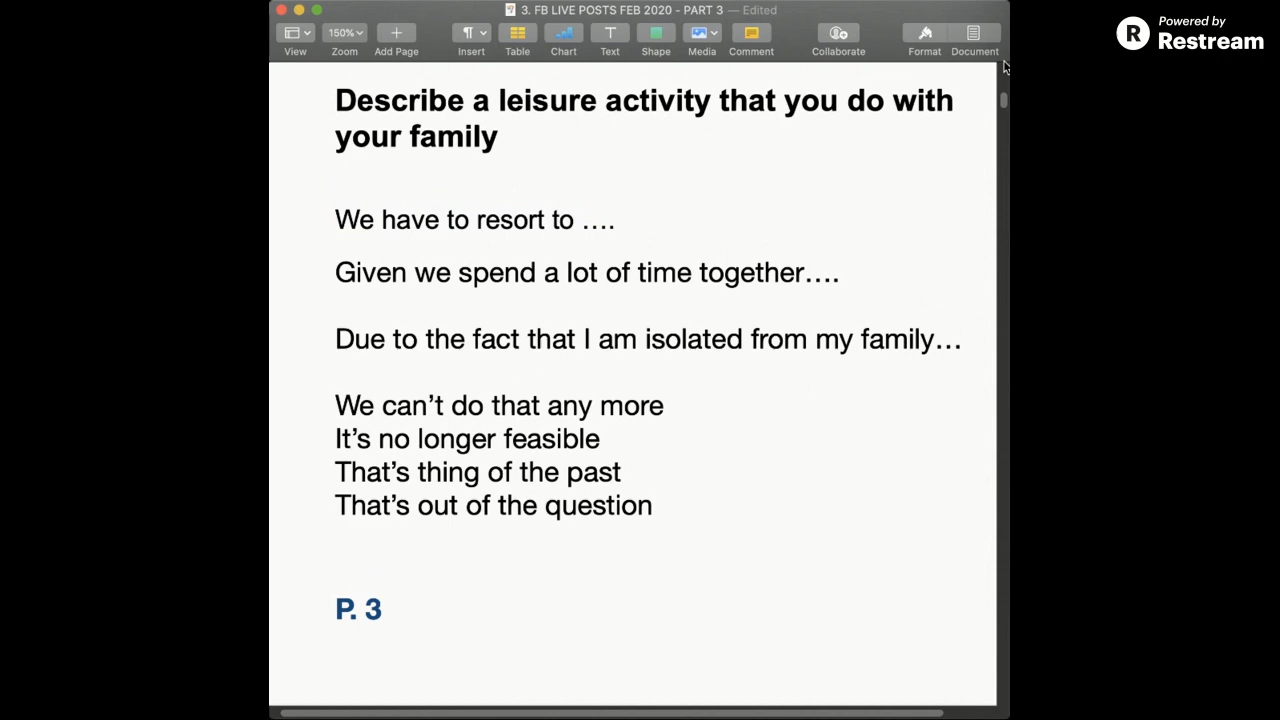 3. FB LIVE POSTS FEB 2020 - PART 3 — Edited
Powered by
Restream
150%
View Zoom Add Page Insert Table Chart Text Shape Media Comment Collaborate Format Document
Describe a leisure activity that you do with
your family
We have to resort to ….
Given we spend a lot of time together….
Due to the fact that I am isolated from my family…
We can’t do that any more
It’s no longer feasible
That’s thing of the past
That’s out of the question
P. 3